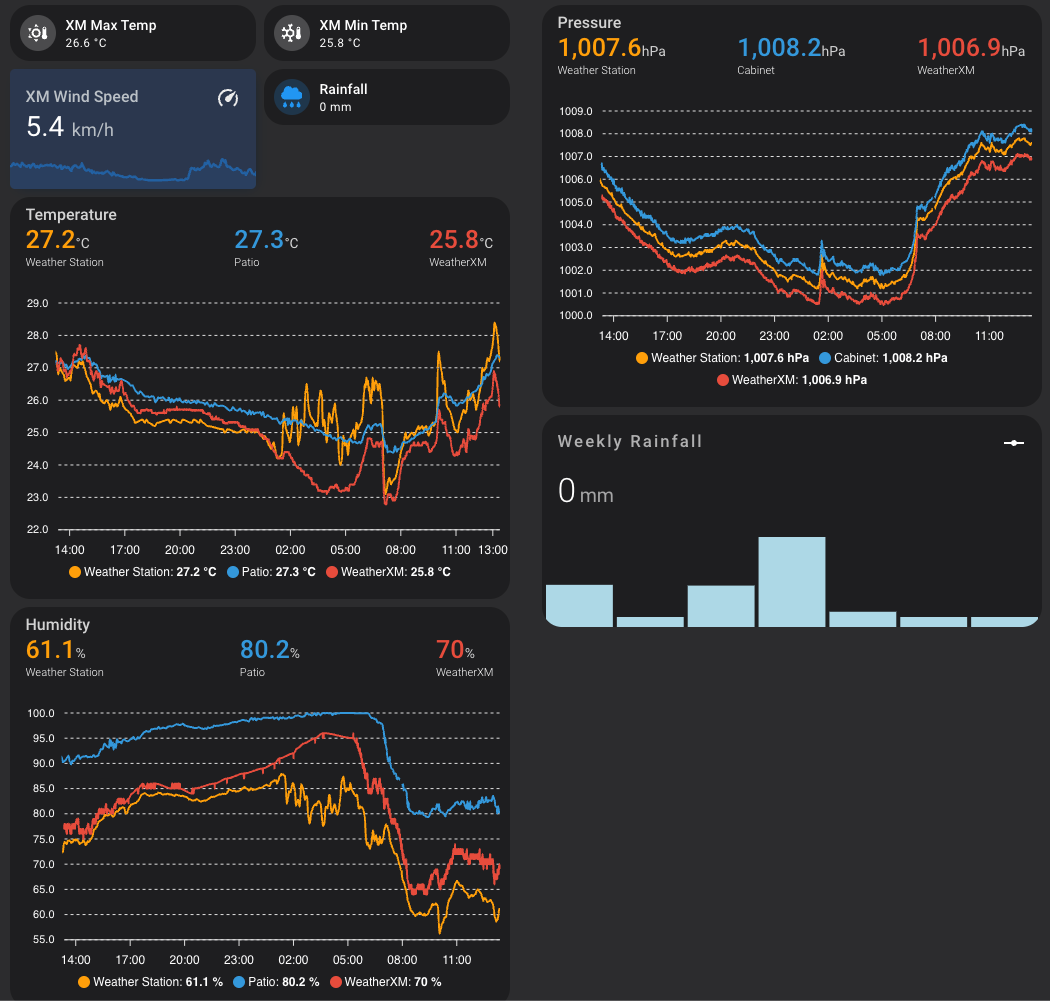 XM Max Temp
26.6 °C
XM Min Temp
25.8 °C
XM Wind Speed
5.4 km/h
Rainfall
0 mm
Temperature
27.2°C 27.3°C 25.8°C
Weather Station Patio WeatherXM
29.0
28.0
27.0
26.0
25.0
24.0
23.0
22.0
14:00 17:00 20:00 23:00 02:00 05:00 08:00 11:00 13:00
Weather Station: 27.2 °C Patio: 27.3 °C WeatherXM: 25.8 °C
Humidity
61.1% 80.2% 70%
Weather Station Patio WeatherXM
100.0
95.0
90.0
85.0
80.0
75.0
70.0
65.0
60.0
55.0
14:00 17:00 20:00 23:00 02:00 05:00 08:00 11:00
Weather Station: 61.1 % Patio: 80.2 % WeatherXM: 70 %
Pressure
1,007.6hPa 1,008.2hPa 1,006.9hPa
Weather Station Cabinet WeatherXM
1009.0
1008.0
1007.0
1006.0
1005.0
1004.0
1003.0
1002.0
1001.0
1000.0
14:00 17:00 20:00 23:00 02:00 05:00 08:00 11:00
Weather Station: 1,007.6 hPa Cabinet: 1,008.2 hPa
WeatherXM: 1,006.9 hPa
Weekly Rainfall
0 mm